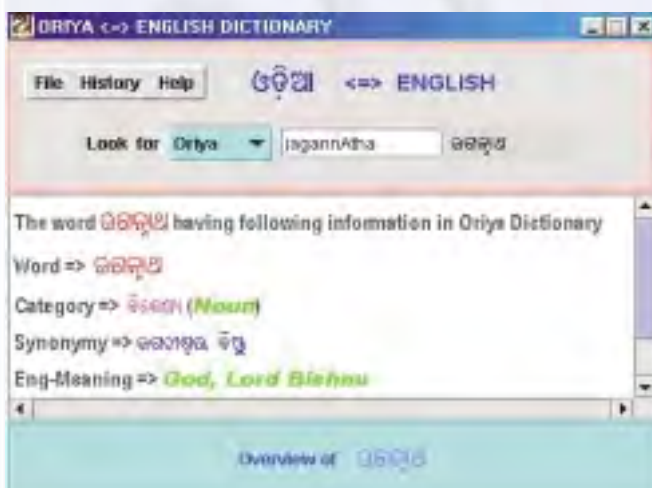 ORIYA <=> ENGLISH DICTIONARY
File History Help ଓଡ଼ିଆ <=> ENGLISH
Look for Oriya jagannAtha ଜଗନ୍ନାଥ
The word ଜଗନ୍ନାଥ having following information in Oriya Dictionary
Word => ଜଗନ୍ନାଥ
Category => ବିଶେଷ୍ୟ (Noun)
Synonymy => ଜଗଦୀଶ୍ୱର, ବିଷ୍ଣୁ
Eng-Meaning => God, Lord Bishnu
Overview of ଜଗନ୍ନାଥ